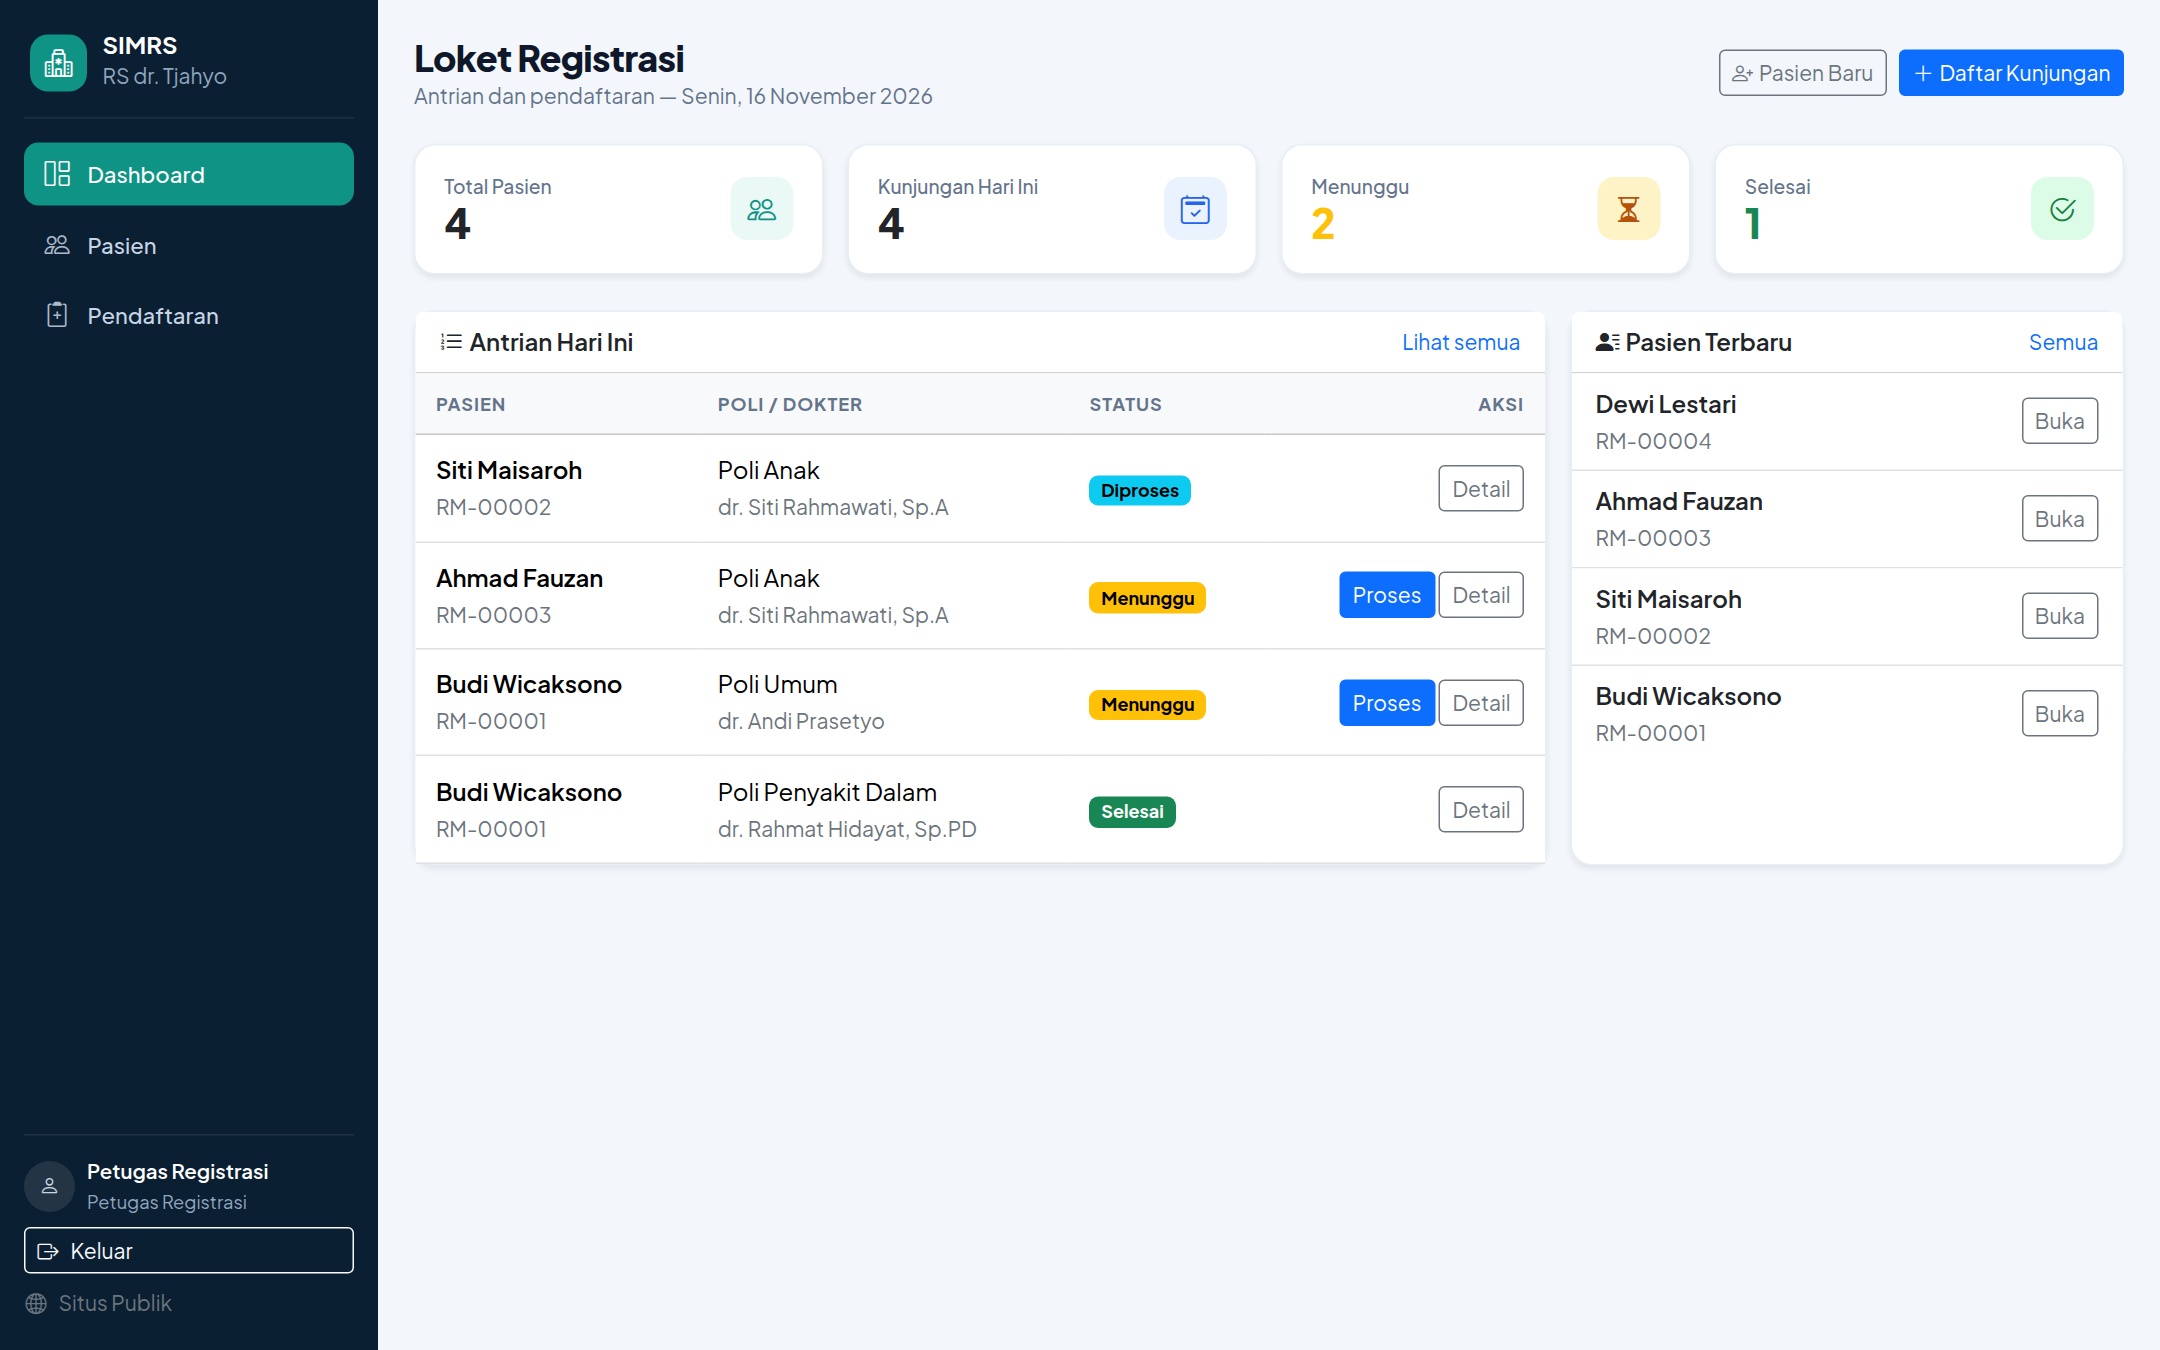 SIMRS
RS dr. Tjahyo
Dashboard
Pasien
Pendaftaran
Petugas Registrasi
Petugas Registrasi
Keluar
Situs Publik
Loket Registrasi
Antrian dan pendaftaran — Senin, 16 November 2026
Pasien Baru
Daftar Kunjungan
Total Pasien
4
Kunjungan Hari Ini
4
Menunggu
2
Selesai
1
Antrian Hari Ini
Lihat semua
PASIEN POLI / DOKTER STATUS AKSI
Siti Maisaroh Poli Anak
RM-00002 dr. Siti Rahmawati, Sp.A
Diproses Detail
Ahmad Fauzan Poli Anak
RM-00003 dr. Siti Rahmawati, Sp.A
Menunggu Proses Detail
Budi Wicaksono Poli Umum
RM-00001 dr. Andi Prasetyo
Menunggu Proses Detail
Budi Wicaksono Poli Penyakit Dalam
RM-00001 dr. Rahmat Hidayat, Sp.PD
Selesai Detail
Pasien Terbaru
Semua
Dewi Lestari
RM-00004
Buka
Ahmad Fauzan
RM-00003
Buka
Siti Maisaroh
RM-00002
Buka
Budi Wicaksono
RM-00001
Buka